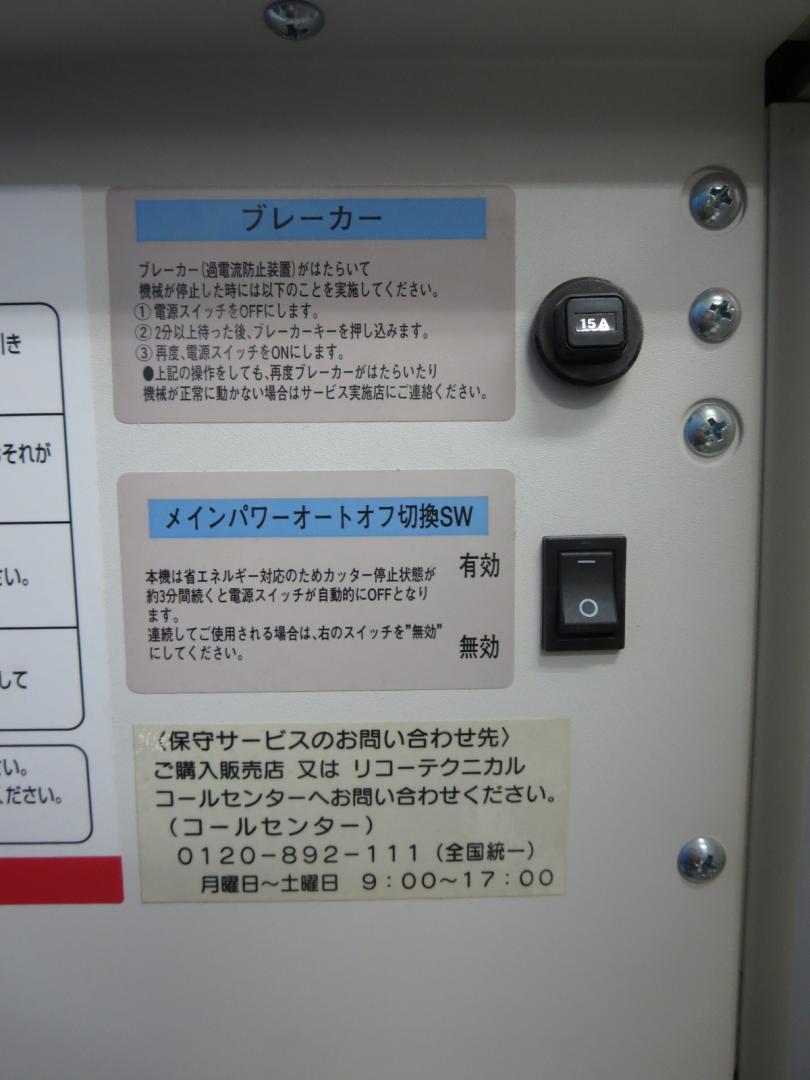 ブレーカー
ブレーカー(過電流防止装置)がはたらいて
機械が停止した時には以下のことを実施してください。
① 電源スイッチをOFFにします。
② 2分以上待った後、ブレーカーキーを押し込みます。
③ 再度、電源スイッチをONにします。
●上記の操作をしても、再度ブレーカーがはたらいたり
機械が正常に動かない場合はサービス実施店にご連絡ください。
15A
メインパワーオートオフ切換SW
本機は省エネルギー対応のためカッター停止状態が
約3分間続くと電源スイッチが自動的にOFFとなり
ます。
連続してご使用される場合は、右のスイッチを"無効"
にしてください。
有効
無効
〈保守サービスのお問い合わせ先〉
ご購入販売店 又は リコーテクニカル
コールセンターへお問い合わせください。
(コールセンター)
0120-892-111 (全国統一)
月曜日~土曜日 9:00~17:00
き
それが
い。
して
い。
ください。